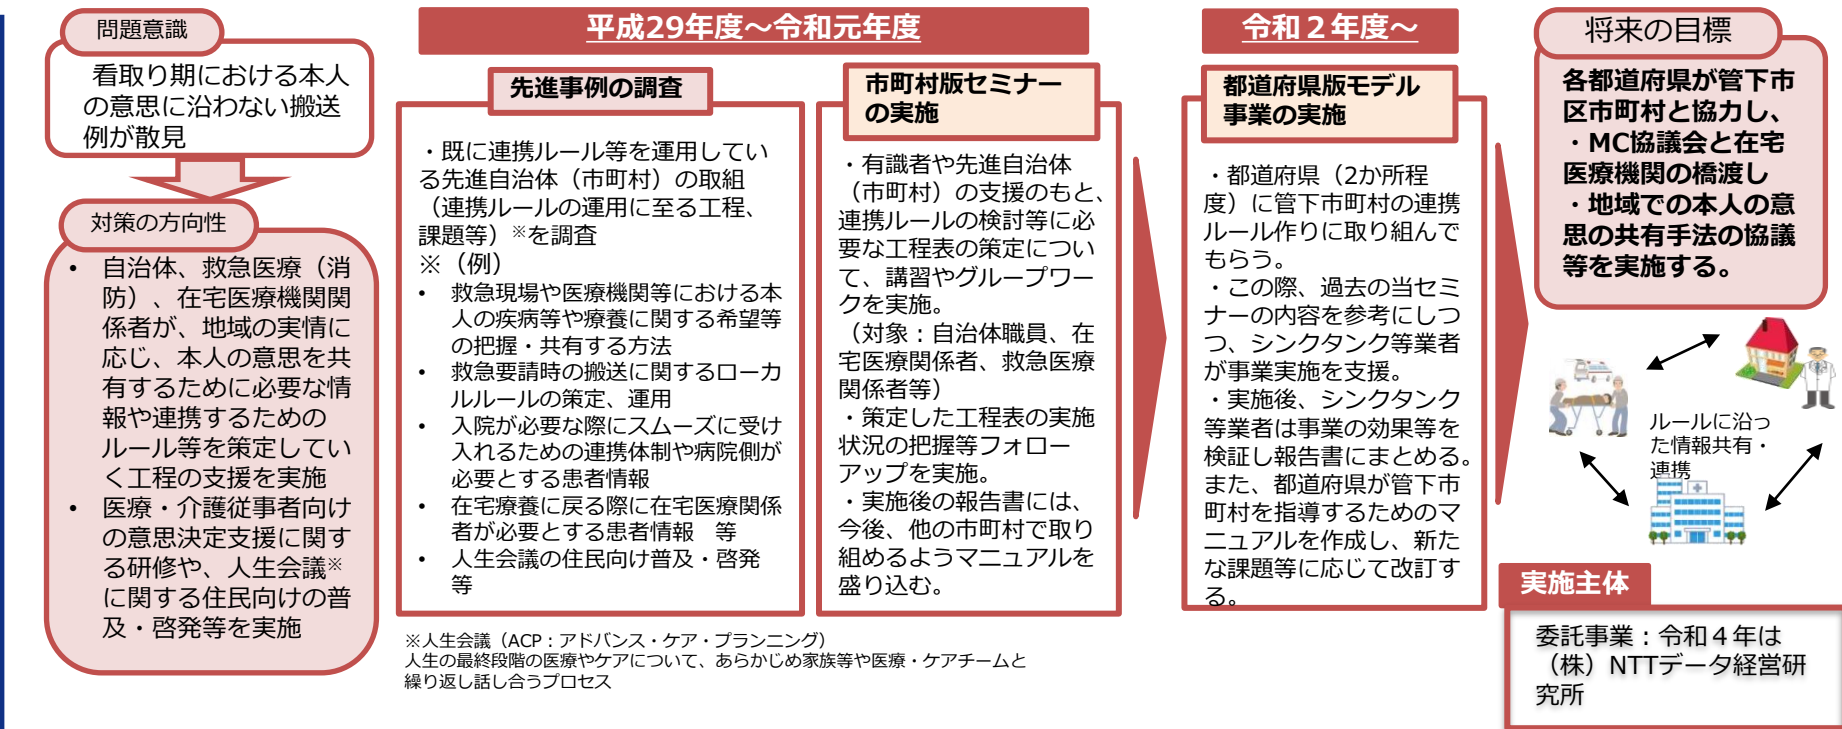 問題意識
看取り期における本人
の意思に沿わない搬送
例が散見
対策の方向性
• 自治体、救急医療（消
防）、在宅医療機関関
係者が、地域の実情に
応じ、本人の意思を共
有するために必要な情
報や連携するための
ルール等を策定してい
く工程の支援を実施
• 医療・介護従事者向け
の意思決定支援に関す
る研修や、人生会議※
に関する住民向けの普
及・啓発等を実施
平成29年度～令和元年度
先進事例の調査
・既に連携ルール等を運用してい
る先進自治体（市町村）の取組
（連携ルールの運用に至る工程、
課題等）※を調査
※（例）
• 救急現場や医療機関等における本
人の疾病等や療養に関する希望等
の把握・共有する方法
• 救急要請時の搬送に関するローカ
ルルールの策定、運用
• 入院が必要な際にスムーズに受け
入れるための連携体制や病院側が
必要とする患者情報
• 在宅療養に戻る際に在宅医療関係
者が必要とする患者情報　等
• 人生会議の住民向け普及・啓発
等
市町村版セミナー
の実施
・有識者や先進自治体
（市町村）の支援のもと、
連携ルールの検討等に必
要な工程表の策定につい
て、講習やグループワー
クを実施。
（対象：自治体職員、在
宅医療関係者、救急医療
関係者等）
・策定した工程表の実施
状況の把握等フォロー
アップを実施。
・実施後の報告書には、
今後、他の市町村で取り
組めるようマニュアルを
盛り込む。
※人生会議（ACP：アドバンス・ケア・プランニング）
人生の最終段階の医療やケアについて、あらかじめ家族等や医療・ケアチームと
繰り返し話し合うプロセス
令和２年度～
都道府県版モデル
事業の実施
・都道府県（2か所程
度）に管下市町村の連携
ルール作りに取り組んで
もらう。
・この際、過去の当セミ
ナーの内容を参考にしつ
つ、シンクタンク等業者
が事業実施を支援。
・実施後、シンクタンク
等業者は事業の効果等を
検証し報告書にまとめる。
また、都道府県が管下市
町村を指導するためのマ
ニュアルを作成し、新た
な課題等に応じて改訂す
る。
将来の目標
各都道府県が管下市
区市町村と協力し、
・MC協議会と在宅
医療機関の橋渡し
・地域での本人の意
思の共有手法の協議
等を実施する。
ルールに沿っ
た情報共有・
連携
実施主体
委託事業：令和４年は
（株）NTTデータ経営研
究所